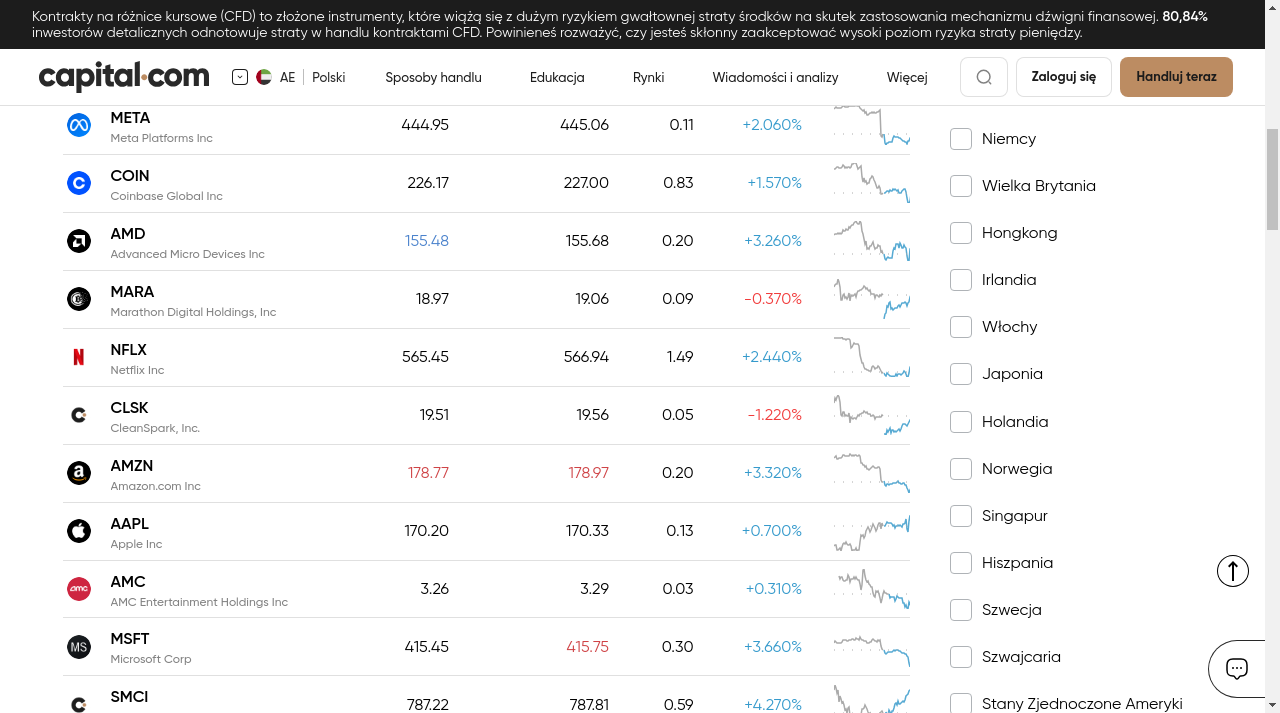 Kontrakty na różnice kursowe (CFD) to złożone instrumenty, które wiążą się z dużym ryzykiem gwałtownej straty środków na skutek zastosowania mechanizmu dźwigni finansowej. 80,84%
inwestorów detalicznych odnotowuje straty w handlu kontraktami CFD. Powinieneś rozważyć, czy jesteś skłonny zaakceptować wysoki poziom ryzyka straty pieniędzy.
capital.com AE Polski Sposoby handlu Edukacja Rynki Wiadomości i analizy Więcej Zaloguj się Handluj teraz
META 444.95 445.06 0.11 +2.060%
Meta Platforms Inc
COIN 226.17 227.00 0.83 +1.570%
Coinbase Global Inc
AMD 155.48 155.68 0.20 +3.260%
Advanced Micro Devices Inc
MARA 18.97 19.06 0.09 -0.370%
Marathon Digital Holdings, Inc
NFLX 565.45 566.94 1.49 +2.440%
Netflix Inc
CLSK 19.51 19.56 0.05 -1.220%
CleanSpark, Inc.
AMZN 178.77 178.97 0.20 +3.320%
Amazon.com Inc
AAPL 170.20 170.33 0.13 +0.700%
Apple Inc
AMC 3.26 3.29 0.03 +0.310%
AMC Entertainment Holdings Inc
MSFT 415.45 415.75 0.30 +3.660%
MS
Microsoft Corp
SMCI 787.22 787.81 0.59 +4.270%
Niemcy
Wielka Brytania
Hongkong
Irlandia
Włochy
Japonia
Holandia
Norwegia
Singapur
Hiszpania
Szwecja
Szwajcaria
Stany Zjednoczone Ameryki